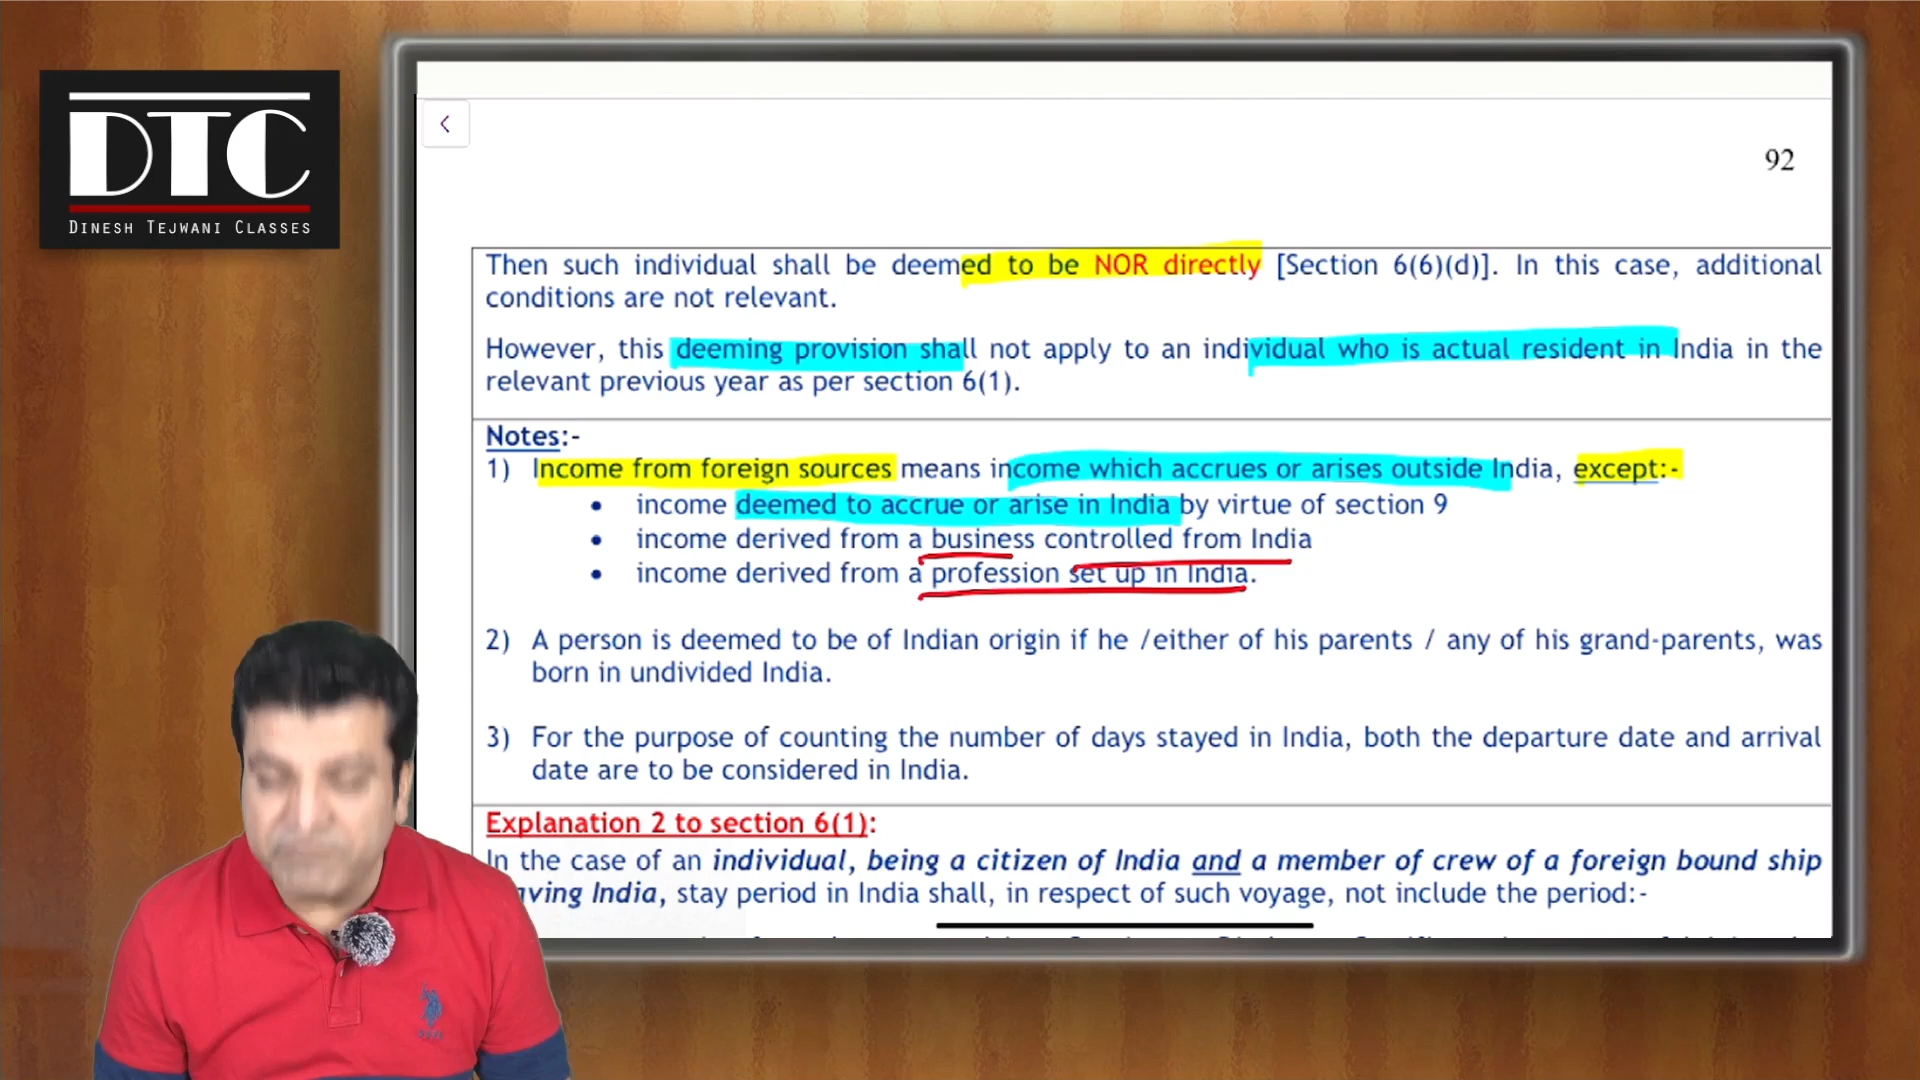 DTC
DINESH TEJWANI CLASSES
92
Then such individual shall be deemed to be NOR directly [Section 6(6)(d)]. In this case, additional
conditions are not relevant.
However, this deeming provision shall not apply to an individual who is actual resident in India in the
relevant previous year as per section 6(1).
Notes:-
1) Income from foreign sources means income which accrues or arises outside India, except:-
• income deemed to accrue or arise in India by virtue of section 9
• income derived from a business controlled from India
• income derived from a profession set up in India.
2) A person is deemed to be of Indian origin if he /either of his parents / any of his grand-parents, was
born in undivided India.
3) For the purpose of counting the number of days stayed in India, both the departure date and arrival
date are to be considered in India.
Explanation 2 to section 6(1):
In the case of an individual, being a citizen of India and a member of crew of a foreign bound ship
India, stay period in India shall, in respect of such voyage, not include the period:-